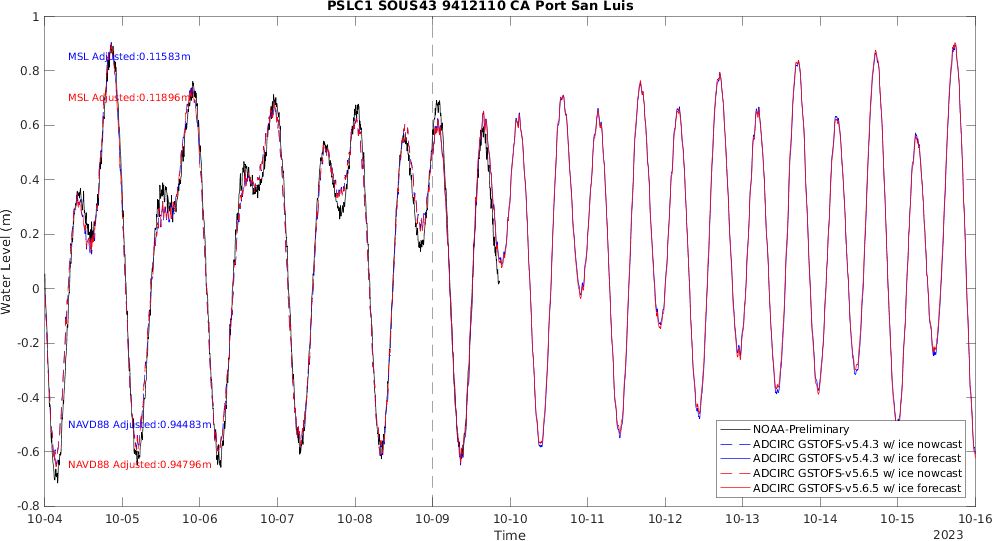 PSLC1 SOUS43 9412110 CA Port San Luis
1
0.8
0.6
0.4
0.2
0
-0.2
-0.4
-0.6
-0.8
Water Level (m)
MSL Adjusted:0.11583m
MSL Adjusted:0.11896m
NAVD88 Adjusted:0.94483m
NAVD88 Adjusted:0.94796m
NOAA-Preliminary
ADCIRC GSTOFS-v5.4.3 w/ ice nowcast
ADCIRC GSTOFS-v5.4.3 w/ ice forecast
ADCIRC GSTOFS-v5.6.5 w/ ice nowcast
ADCIRC GSTOFS-v5.6.5 w/ ice forecast
10-04 10-05 10-06 10-07 10-08 10-09 10-10 10-11 10-12 10-13 10-14 10-15 10-16
Time
2023